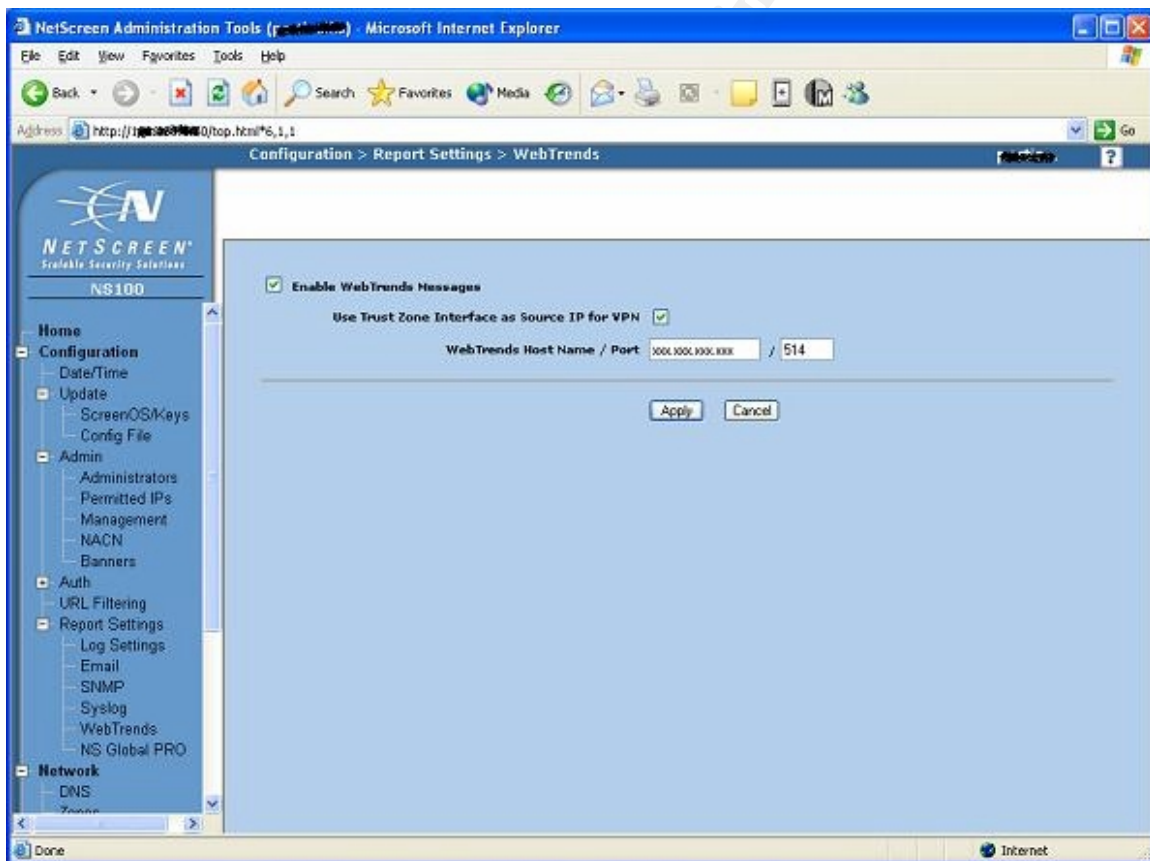 NetScreen Administration Tools ( ) - Microsoft Internet Explorer
File Edit View Favorites Tools Help
Back Search Favorites Media
Address http://1 0/top.html*6,1,1 Go
Configuration > Report Settings > WebTrends ?
N
NETSCREEN
Scalable Security Solutions
NS100
Home
Configuration
Date/Time
Update
ScreenOS/Keys
Config File
Admin
Administrators
Permitted IPs
Management
NACN
Banners
Auth
URL Filtering
Report Settings
Log Settings
Email
SNMP
Syslog
WebTrends
NS Global PRO
Network
DNS
Zones
Enable WebTrends Messages
Use Trust Zone Interface as Source IP for VPN
WebTrends Host Name / Port xxx.xxx.xxx.xxx / 514
Apply Cancel
Done Internet